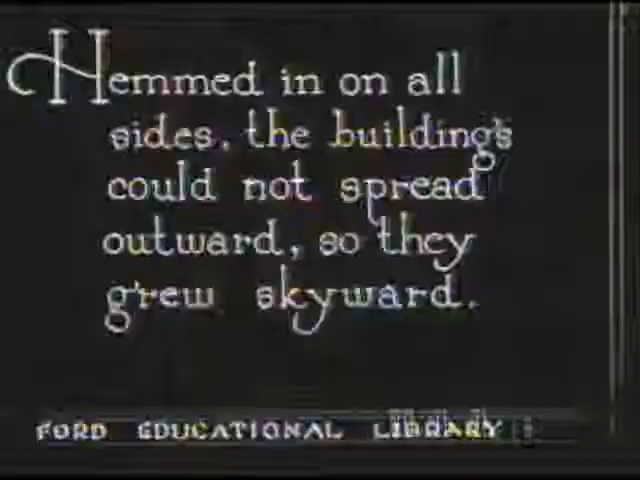 Hemmed in on all
sides, the buildings
could not spread
outward, so they
grew skyward.
FORD EDUCATIONAL LIBRARY